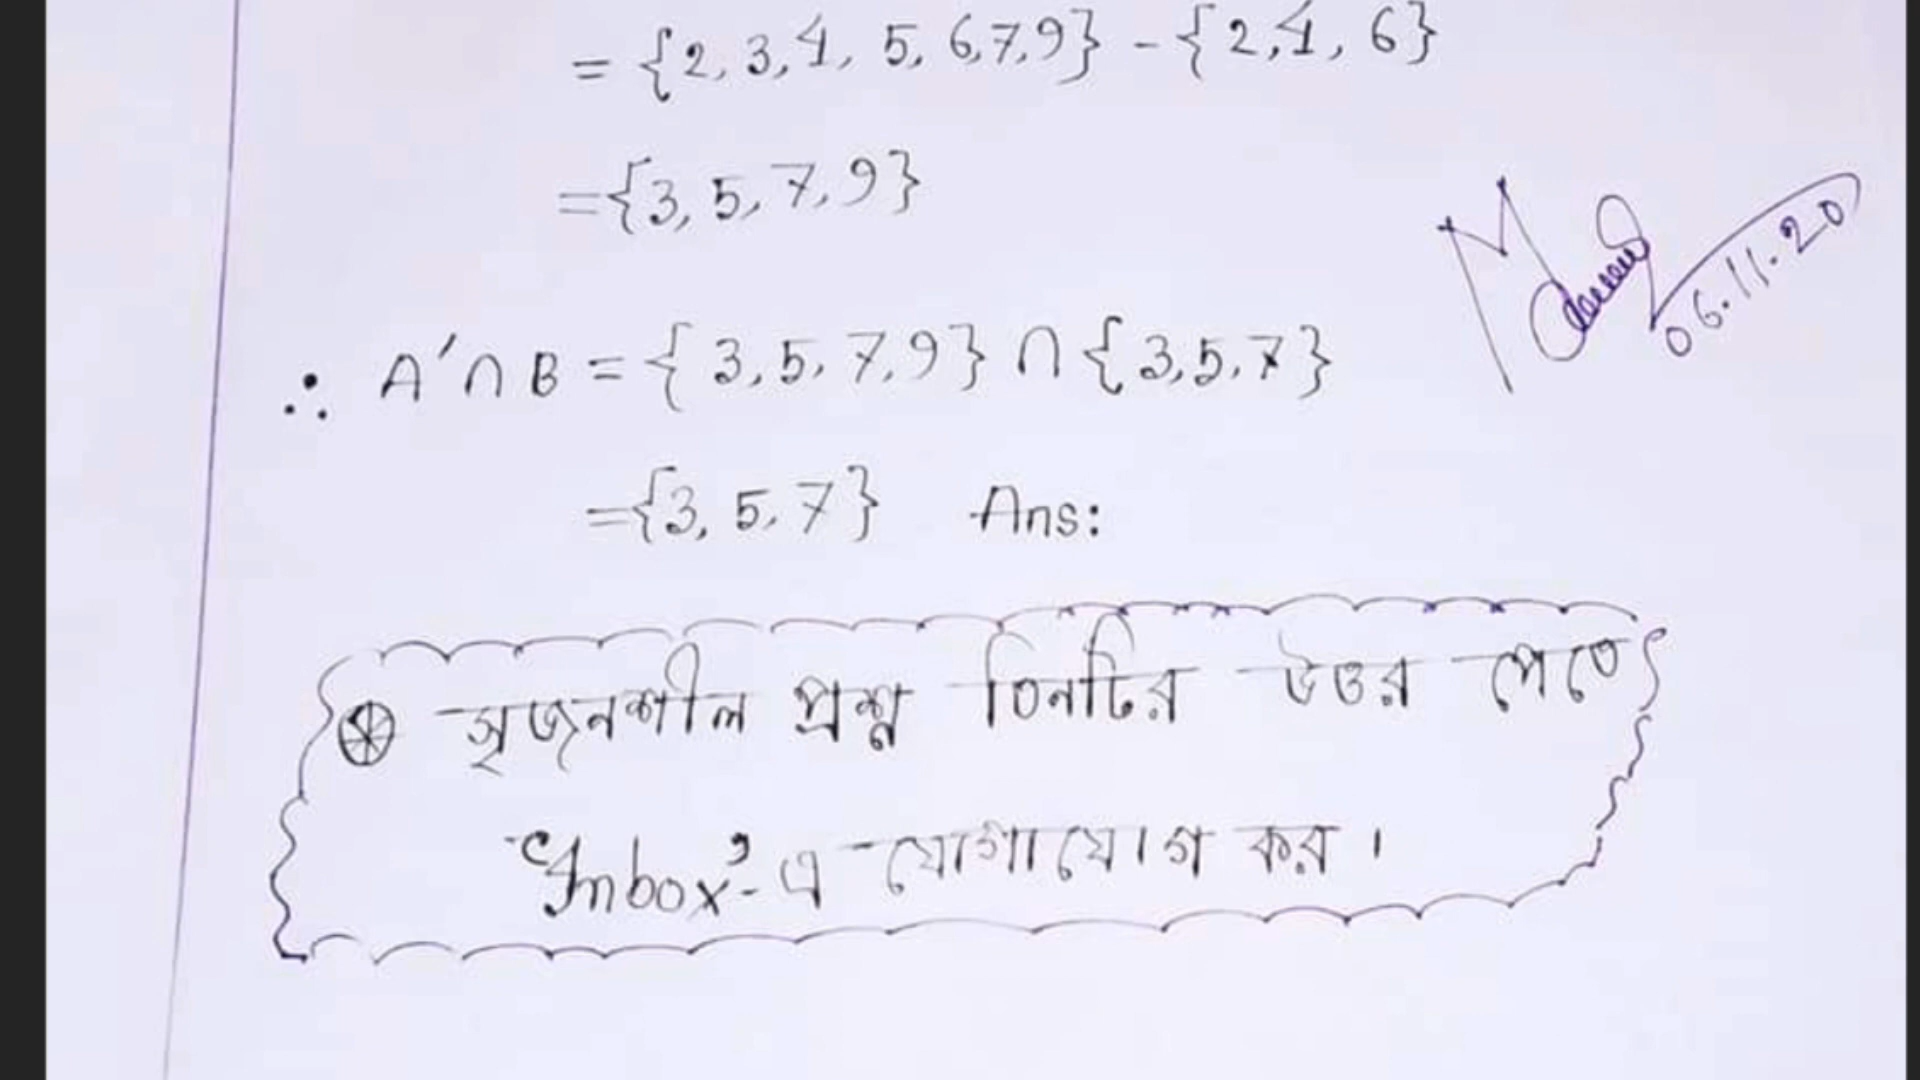 = {2, 3, 4, 5, 6, 7, 9} - {2, 4, 6}
= {3, 5, 7, 9}
06.11.20
∴ A′∩B = {3, 5, 7, 9} ∩ {3, 5, 7}
= {3, 5, 7} Ans:
সৃজনশীল প্রশ্ন তিনটির উত্তর পেতে
‘Inbox’-এ যোগাযোগ কর।